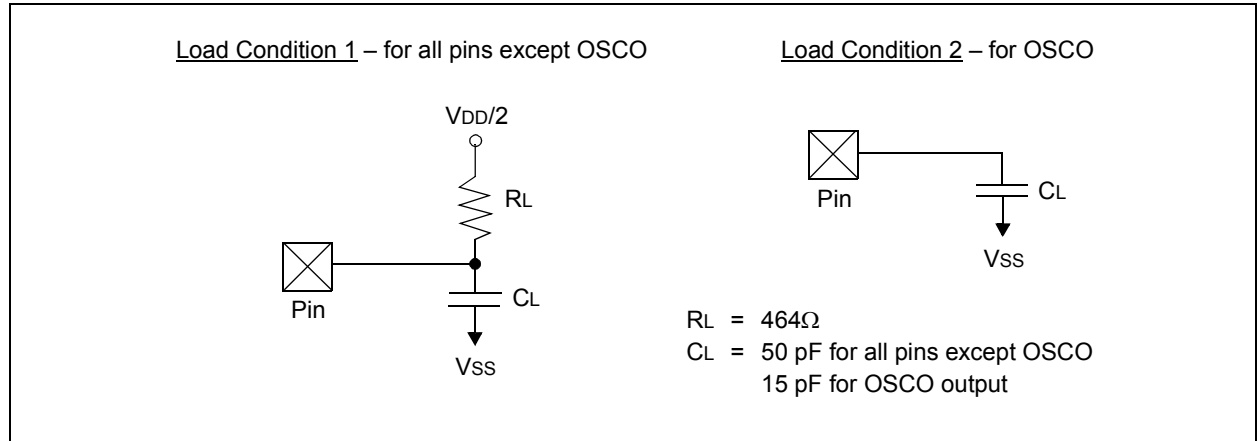 Load Condition 1 – for all pins except OSCO
VDD/2
RL
Pin
CL
VSS
Load Condition 2 – for OSCO
Pin
CL
VSS
RL = 464Ω
CL = 50 pF for all pins except OSCO
15 pF for OSCO output